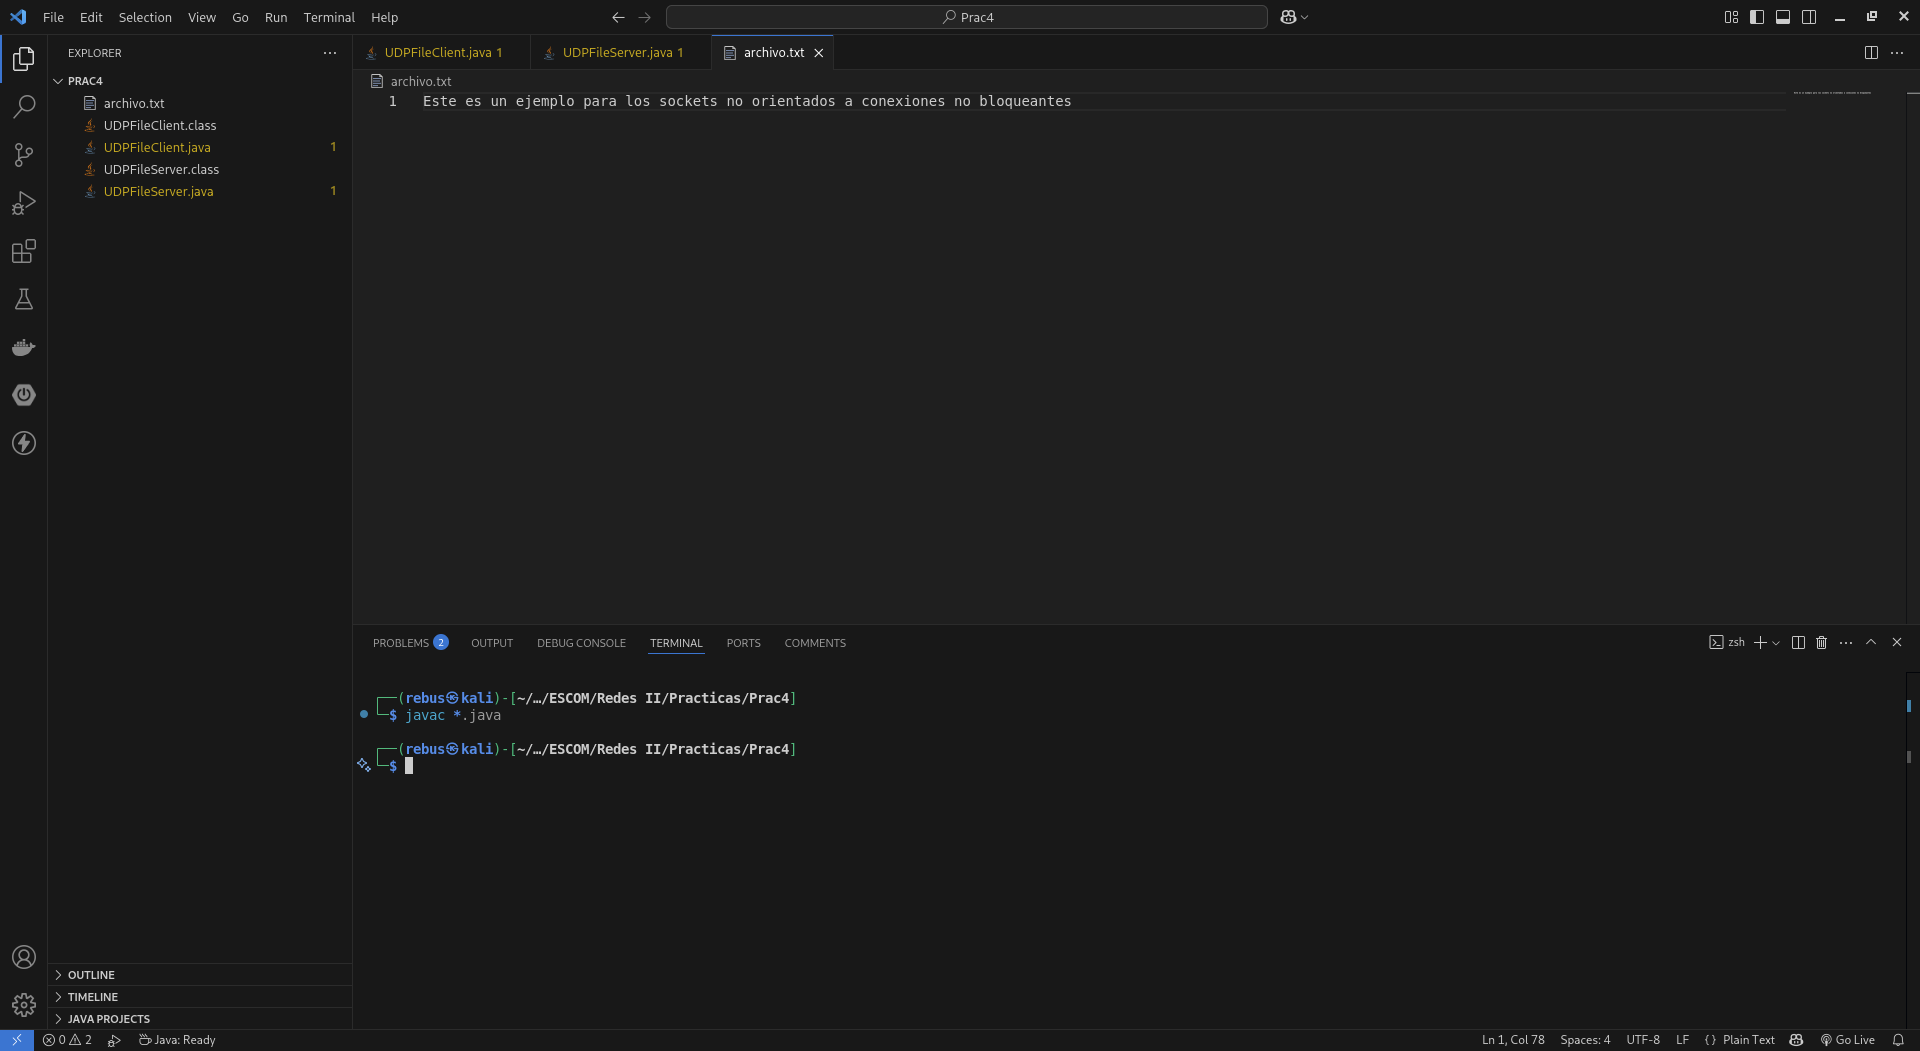 File Edit Selection View Go Run Terminal Help
Prac4
EXPLORER
PRAC4
archivo.txt
UDPFileClient.class
UDPFileClient.java 1
UDPFileServer.class
UDPFileServer.java 1
OUTLINE
TIMELINE
JAVA PROJECTS
UDPFileClient.java 1 UDPFileServer.java 1 archivo.txt
archivo.txt
1 Este es un ejemplo para los sockets no orientados a conexiones no bloqueantes
PROBLEMS 2 OUTPUT DEBUG CONSOLE TERMINAL PORTS COMMENTS
zsh
┌──(rebus㉿kali)-[~/…/ESCOM/Redes II/Practicas/Prac4]
└─$ javac *.java
┌──(rebus㉿kali)-[~/…/ESCOM/Redes II/Practicas/Prac4]
└─$
0 2 Java: Ready
Ln 1, Col 78 Spaces: 4 UTF-8 LF {} Plain Text Go Live